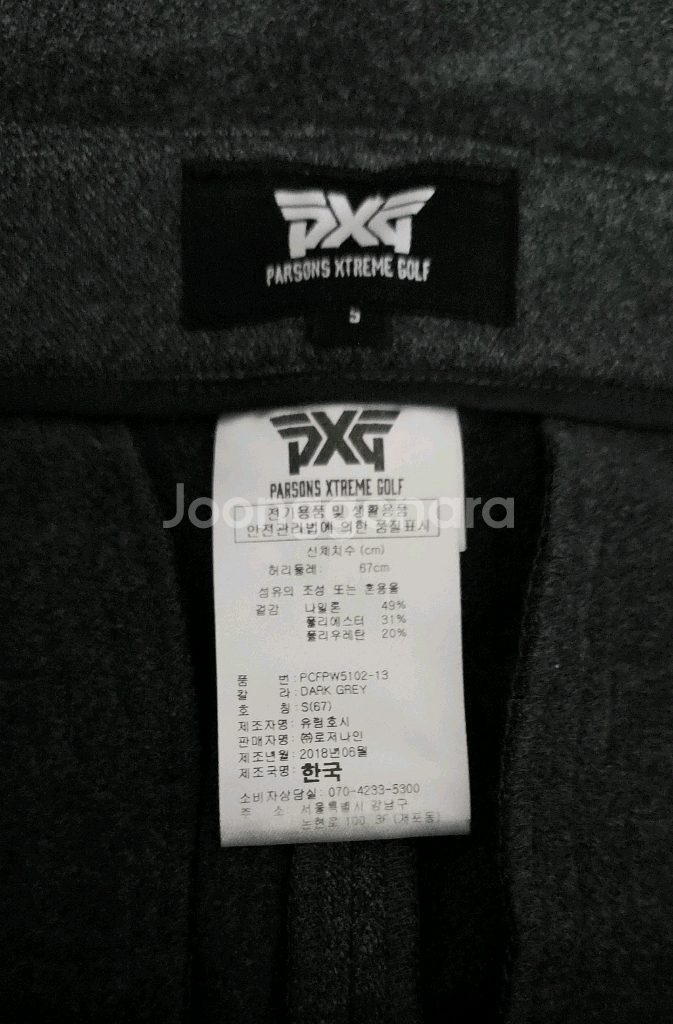 PXG
PARSONS XTREME GOLF
S
PXG
PARSONS XTREME GOLF
Joonggonara
전기용품 및 생활용품
안전관리법에 의한 품질표시
신체치수 (cm)
허리둘레: 67cm
섬유의 조성 또는 혼용율
겉감 나일론 49%
폴리에스터 31%
폴리우레탄 20%
품 번 : PCFPW5102-13
칼 라 : DARK GREY
호 칭 : S(67)
제조자명 : 유림호시
판매자명 : ㈜로저나인
제조년월 : 2018년06월
제조국명 : 한국
소비자상담실 : 070-4233-5300
주 소 : 서울특별시 강남구
논현로 100, 3F (개포동)